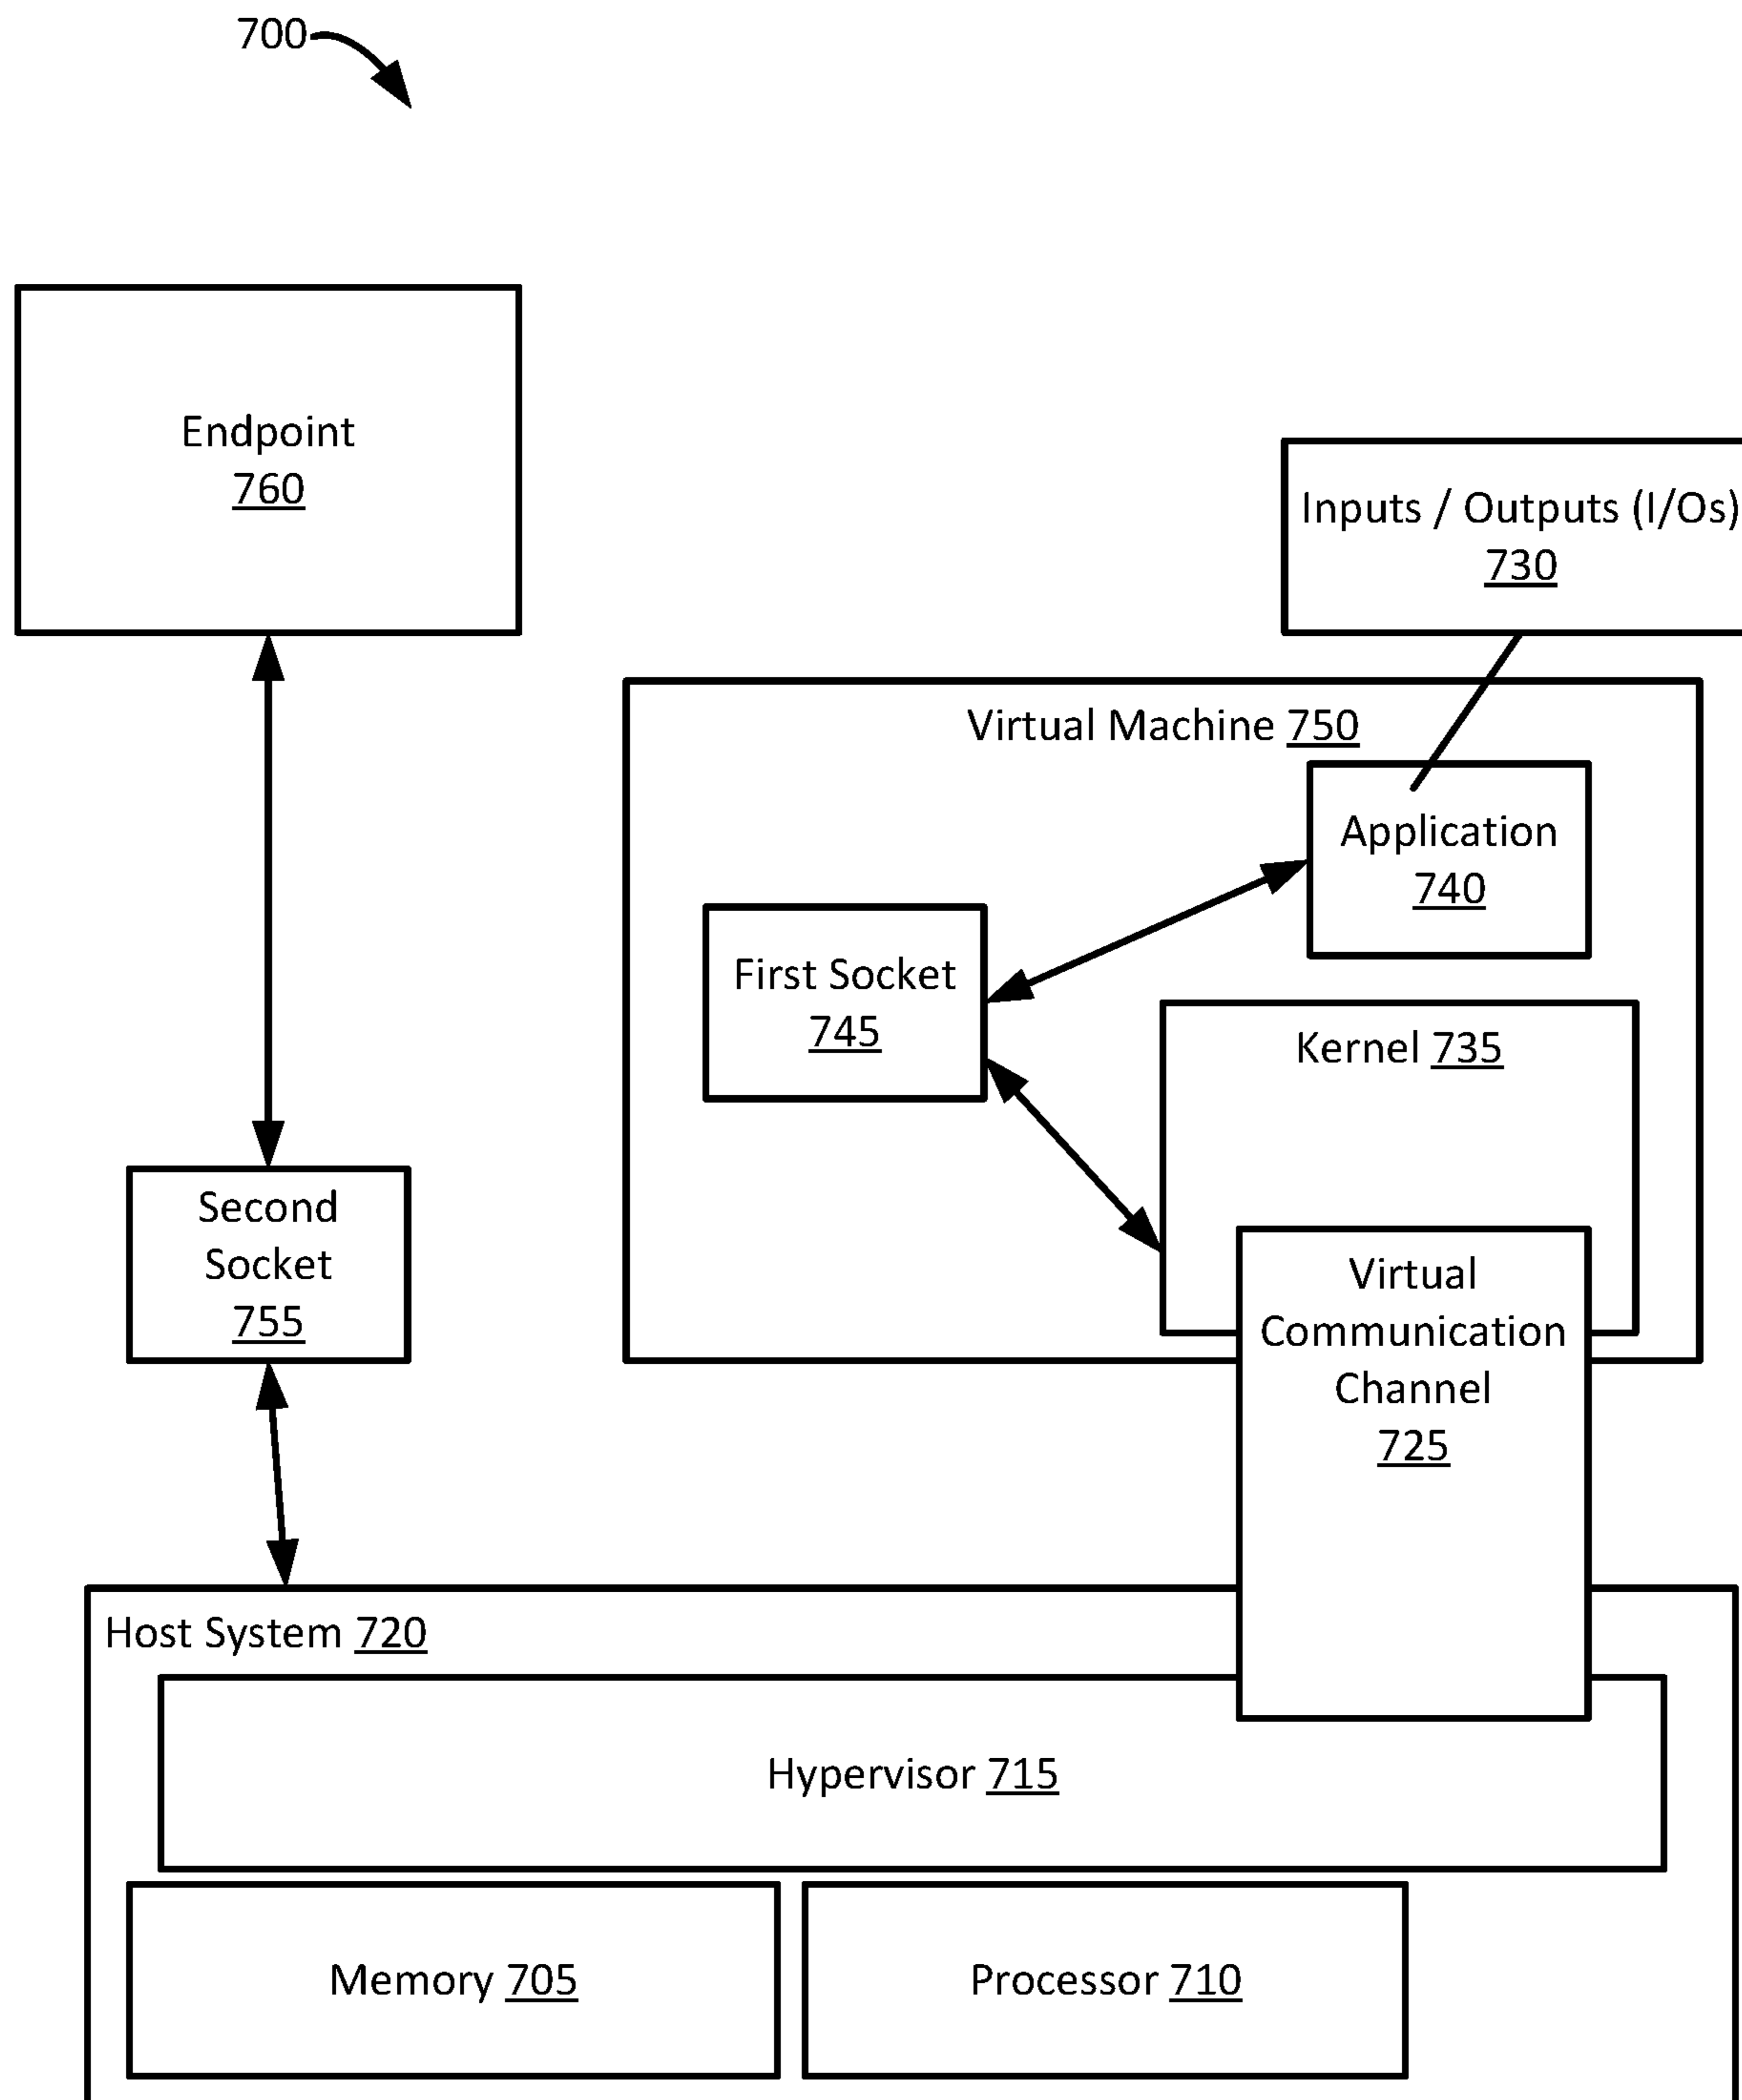 700
Endpoint
760
Inputs / Outputs (I/Os)
730
Virtual Machine 750
Application
740
First Socket
745
Kernel 735
Second
Socket
755
Virtual
Communication
Channel
725
Host System 720
Hypervisor 715
Memory 705
Processor 710